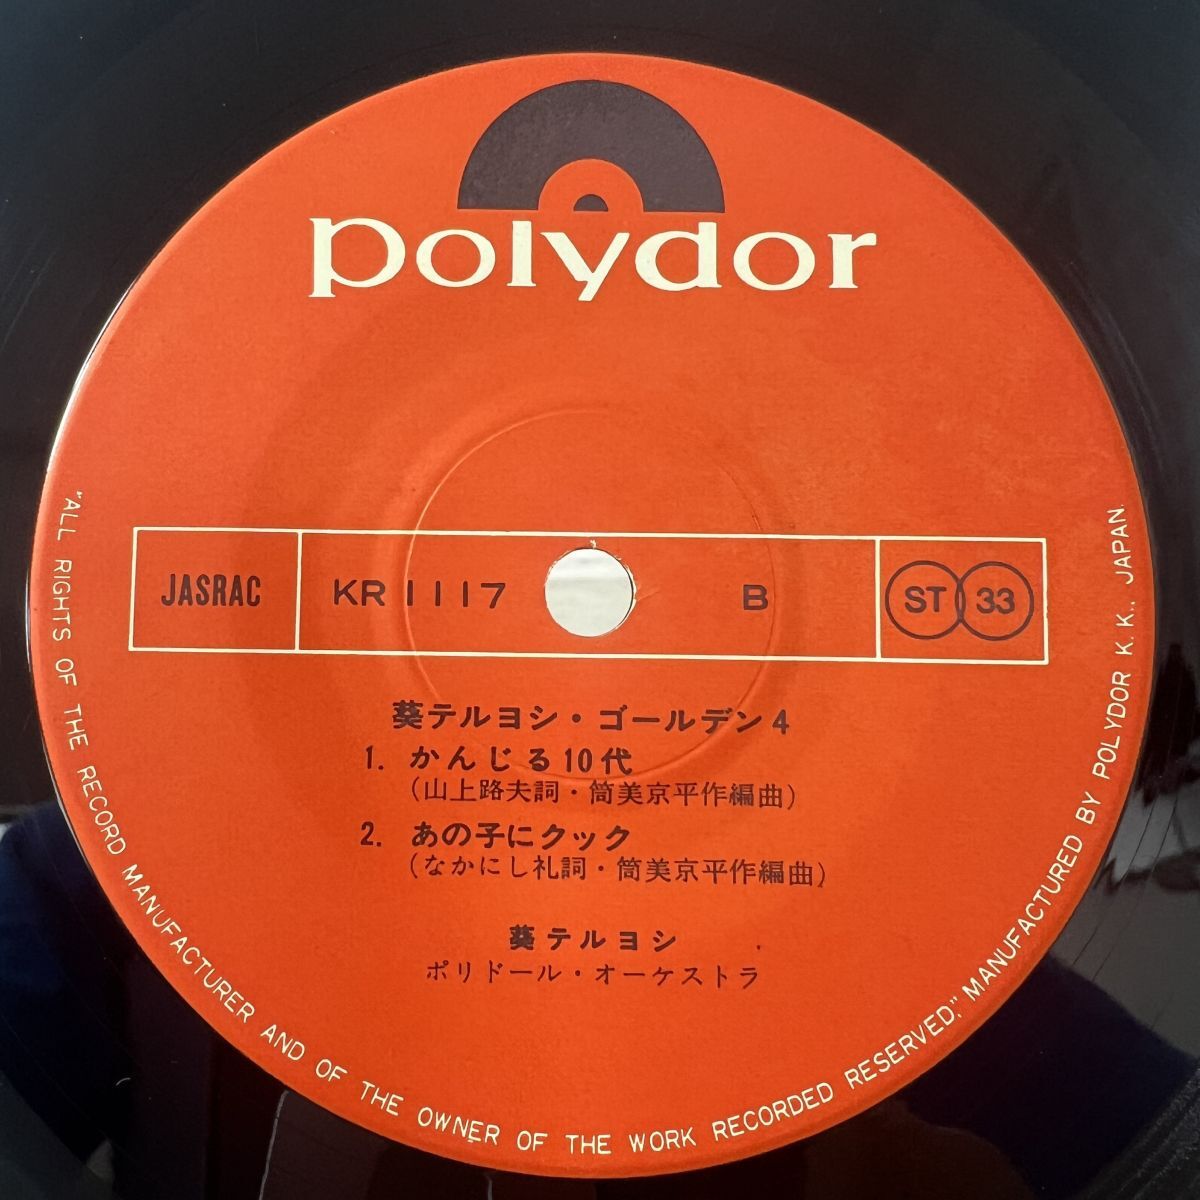 polydor
JASRAC KR 1117 B ST 33
葵テルヨシ・ゴールデン4
1. かんじる10代
(山上路夫詞・筒美京平作編曲)
2. あの子にクック
(なかにし礼詞・筒美京平作編曲)
葵テルヨシ
ポリドール・オーケストラ
"ALL RIGHTS OF THE RECORD MANUFACTURER AND OF THE OWNER OF THE WORK RECORDED RESERVED," MANUFACTURED BY POLYDOR K. K., JAPAN.